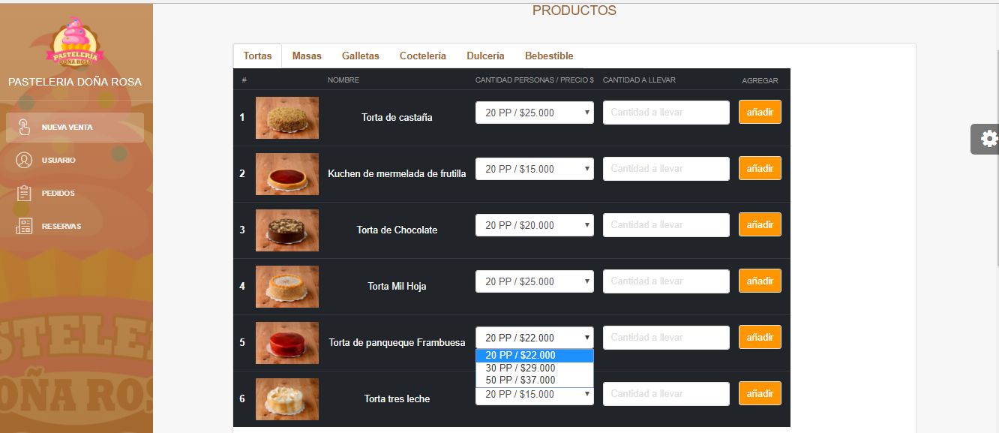 PRODUCTOS
PASTELERÍA
DOÑA ROSA
PASTELERIA DOÑA ROSA
NUEVA VENTA
USUARIO
PEDIDOS
RESERVAS
Tortas Masas Galletas Coctelería Dulcería Bebestible
# NOMBRE CANTIDAD PERSONAS / PRECIO $ CANTIDAD A LLEVAR AGREGAR
1 Torta de castaña 20 PP / $25.000 Cantidad a llevar añadir
2 Kuchen de mermelada de frutilla 20 PP / $15.000 Cantidad a llevar añadir
3 Torta de Chocolate 20 PP / $20.000 Cantidad a llevar añadir
4 Torta Mil Hoja 20 PP / $25.000 Cantidad a llevar añadir
5 Torta de panqueque Frambuesa 20 PP / $22.000 Cantidad a llevar añadir
20 PP / $22.000
30 PP / $29.000
50 PP / $37.000
6 Torta tres leche 20 PP / $15.000 Cantidad a llevar añadir
STELE
OÑA ROS